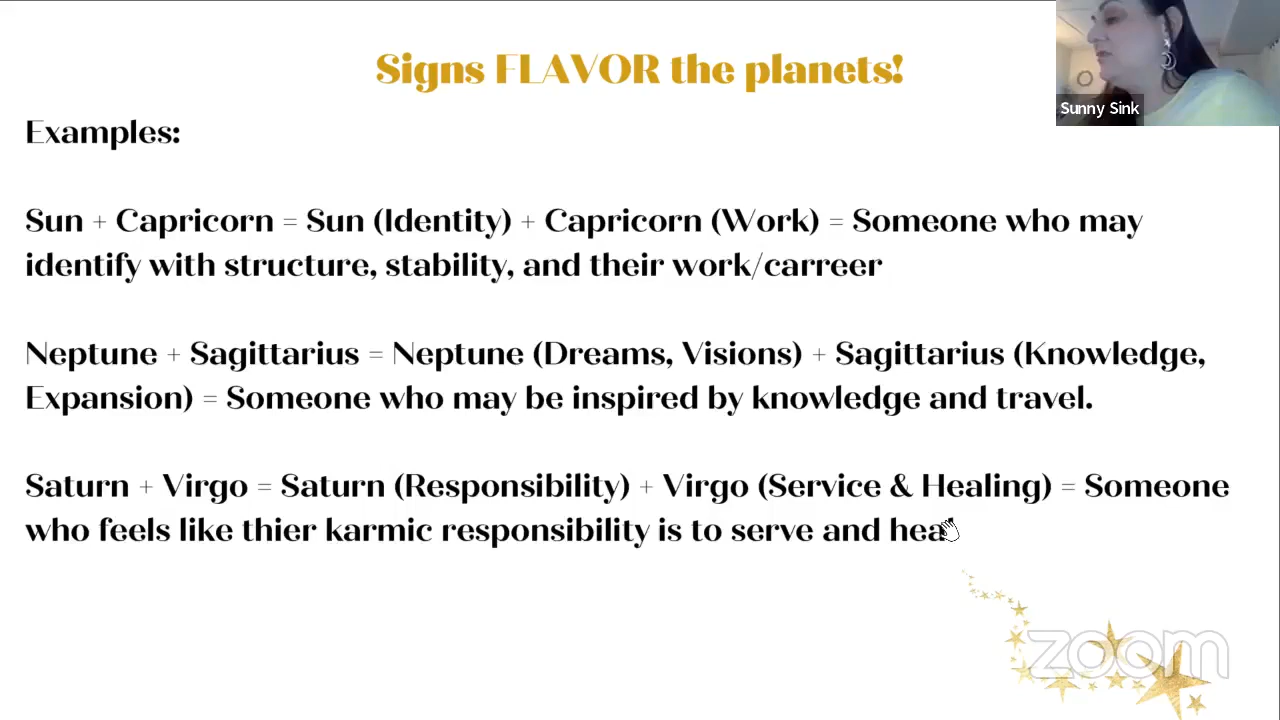 Signs FLAVOR the planets!
Sunny Sink
Examples:
Sun + Capricorn = Sun (Identity) + Capricorn (Work) = Someone who may
identify with structure, stability, and their work/carreer
Neptune + Sagittarius = Neptune (Dreams, Visions) + Sagittarius (Knowledge,
Expansion) = Someone who may be inspired by knowledge and travel.
Saturn + Virgo = Saturn (Responsibility) + Virgo (Service & Healing) = Someone
who feels like thier karmic responsibility is to serve and
zoom